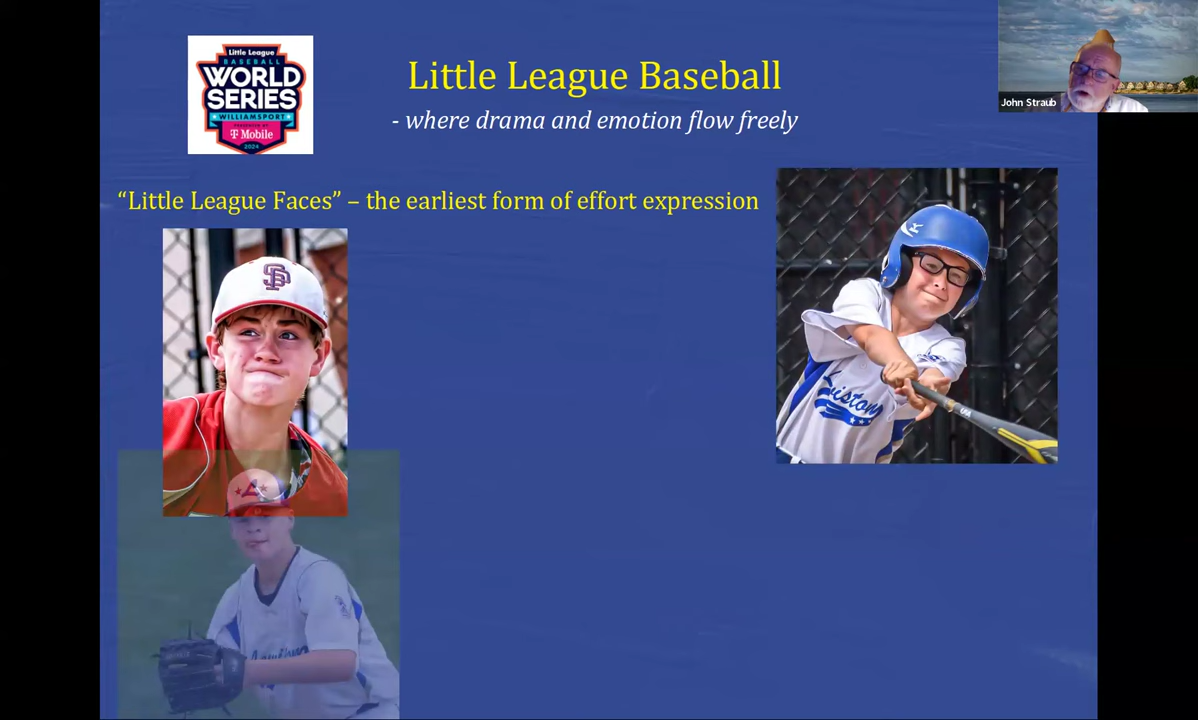 Little League
BASEBALL
WORLD
SERIES
WILLIAMSPORT
T Mobile
2024
Little League Baseball
- where drama and emotion flow freely
John Straub
“Little League Faces” – the earliest form of effort expression
SP